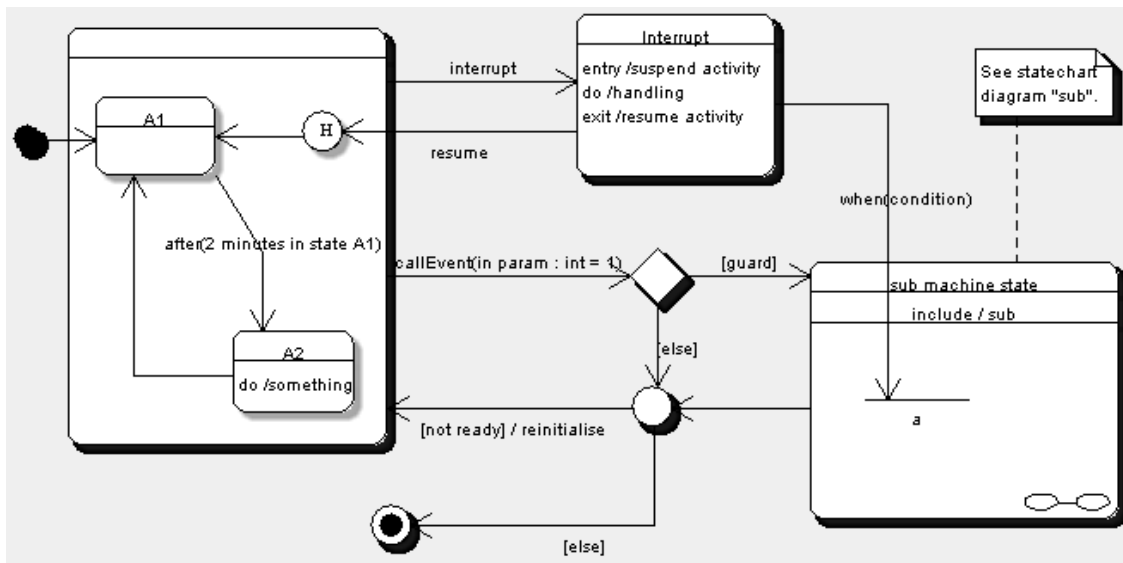 Interrupt
interrupt
entry /suspend activity
do /handling
exit /resume activity
See statechart
diagram "sub".
A1
H
resume
when(condition)
after(2 minutes in state A1)
callEvent(in param : int = 1)
[guard]
sub machine state
include / sub
A2
[else]
do /something
a
[not ready] / reinitialise
[else]